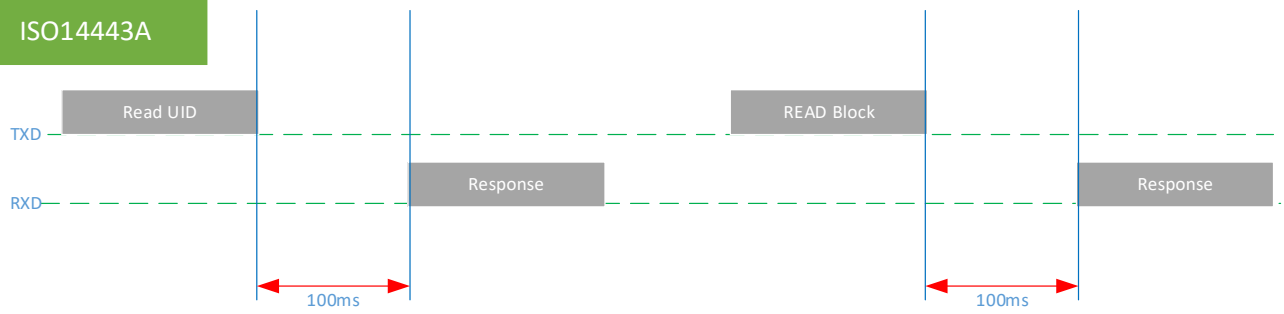 ISO14443A
Read UID
READ Block
TXD
Response
Response
RXD
100ms
100ms